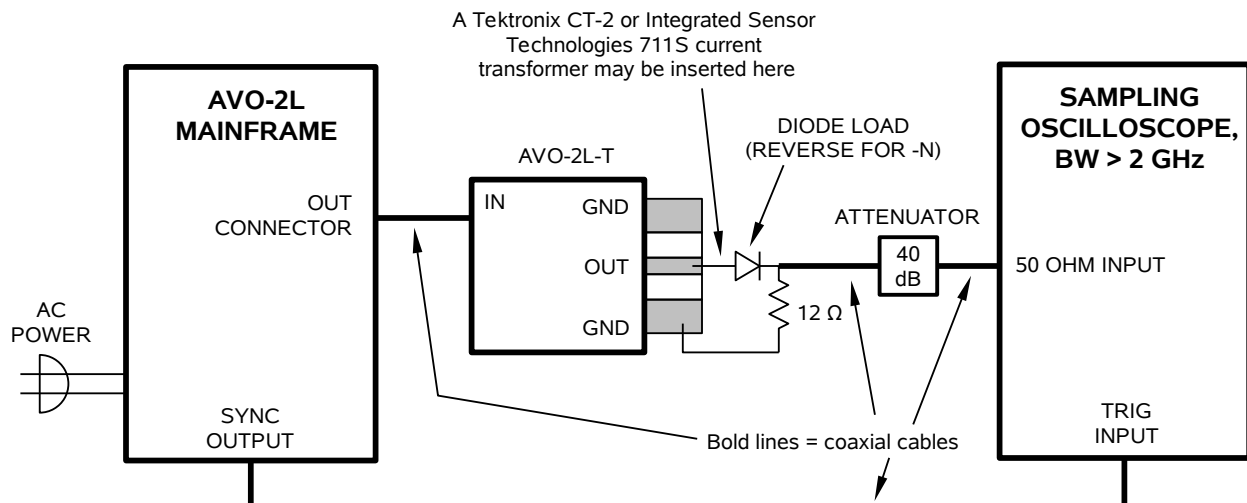 A Tektronix CT-2 or Integrated Sensor
Technologies 711S current
transformer may be inserted here
AVO-2L
MAINFRAME
OUT
CONNECTOR
AC
POWER
SYNC
OUTPUT
AVO-2L-T
IN
GND
OUT
GND
DIODE LOAD
(REVERSE FOR -N)
12 Ω
ATTENUATOR
40
dB
SAMPLING
OSCILLOSCOPE,
BW > 2 GHz
50 OHM INPUT
TRIG
INPUT
Bold lines = coaxial cables